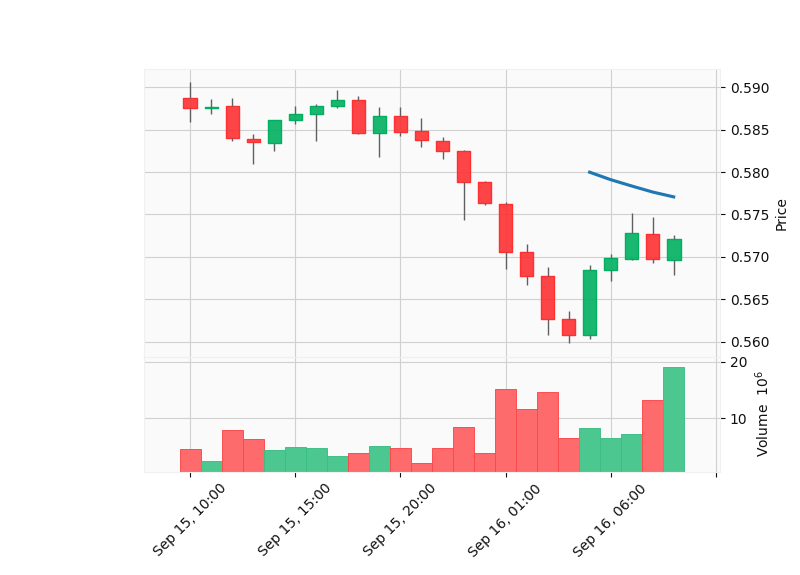 0.590
0.585
0.580
0.575
0.570
0.565
0.560
Price
20
10
Volume 10^6
Sep 15, 10:00
Sep 15, 15:00
Sep 15, 20:00
Sep 16, 01:00
Sep 16, 06:00